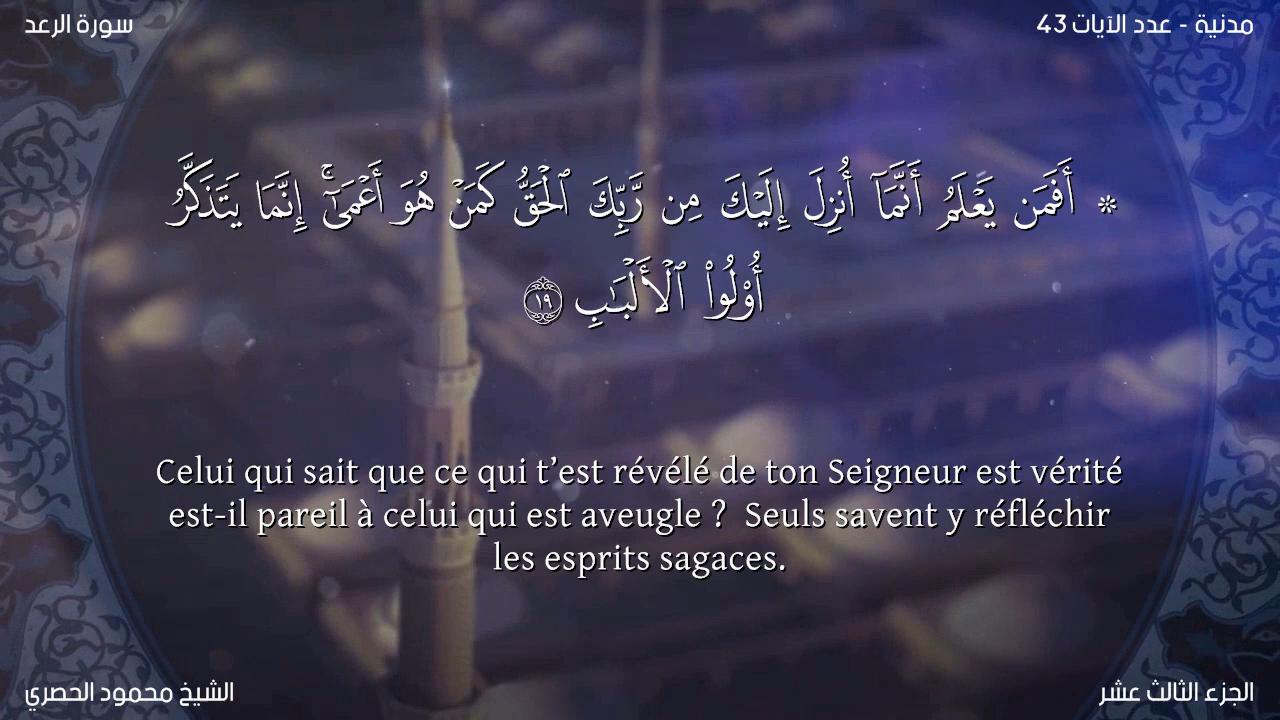 سورة الرعد
مدنية - عدد الآيات 43
۞ أَفَمَن يَعْلَمُ أَنَّمَآ أُنزِلَ إِلَيْكَ مِن رَّبِّكَ ٱلْحَقُّ كَمَنْ هُوَ أَعْمَىٰٓ ۚ إِنَّمَا يَتَذَكَّرُ
أُو۟لُوا۟ ٱلْأَلْبَٰبِ ١٩
Celui qui sait que ce qui t’est révélé de ton Seigneur est vérité
est-il pareil à celui qui est aveugle ?  Seuls savent y réfléchir
les esprits sagaces.
الشيخ محمود الحصري
الجزء الثالث عشر